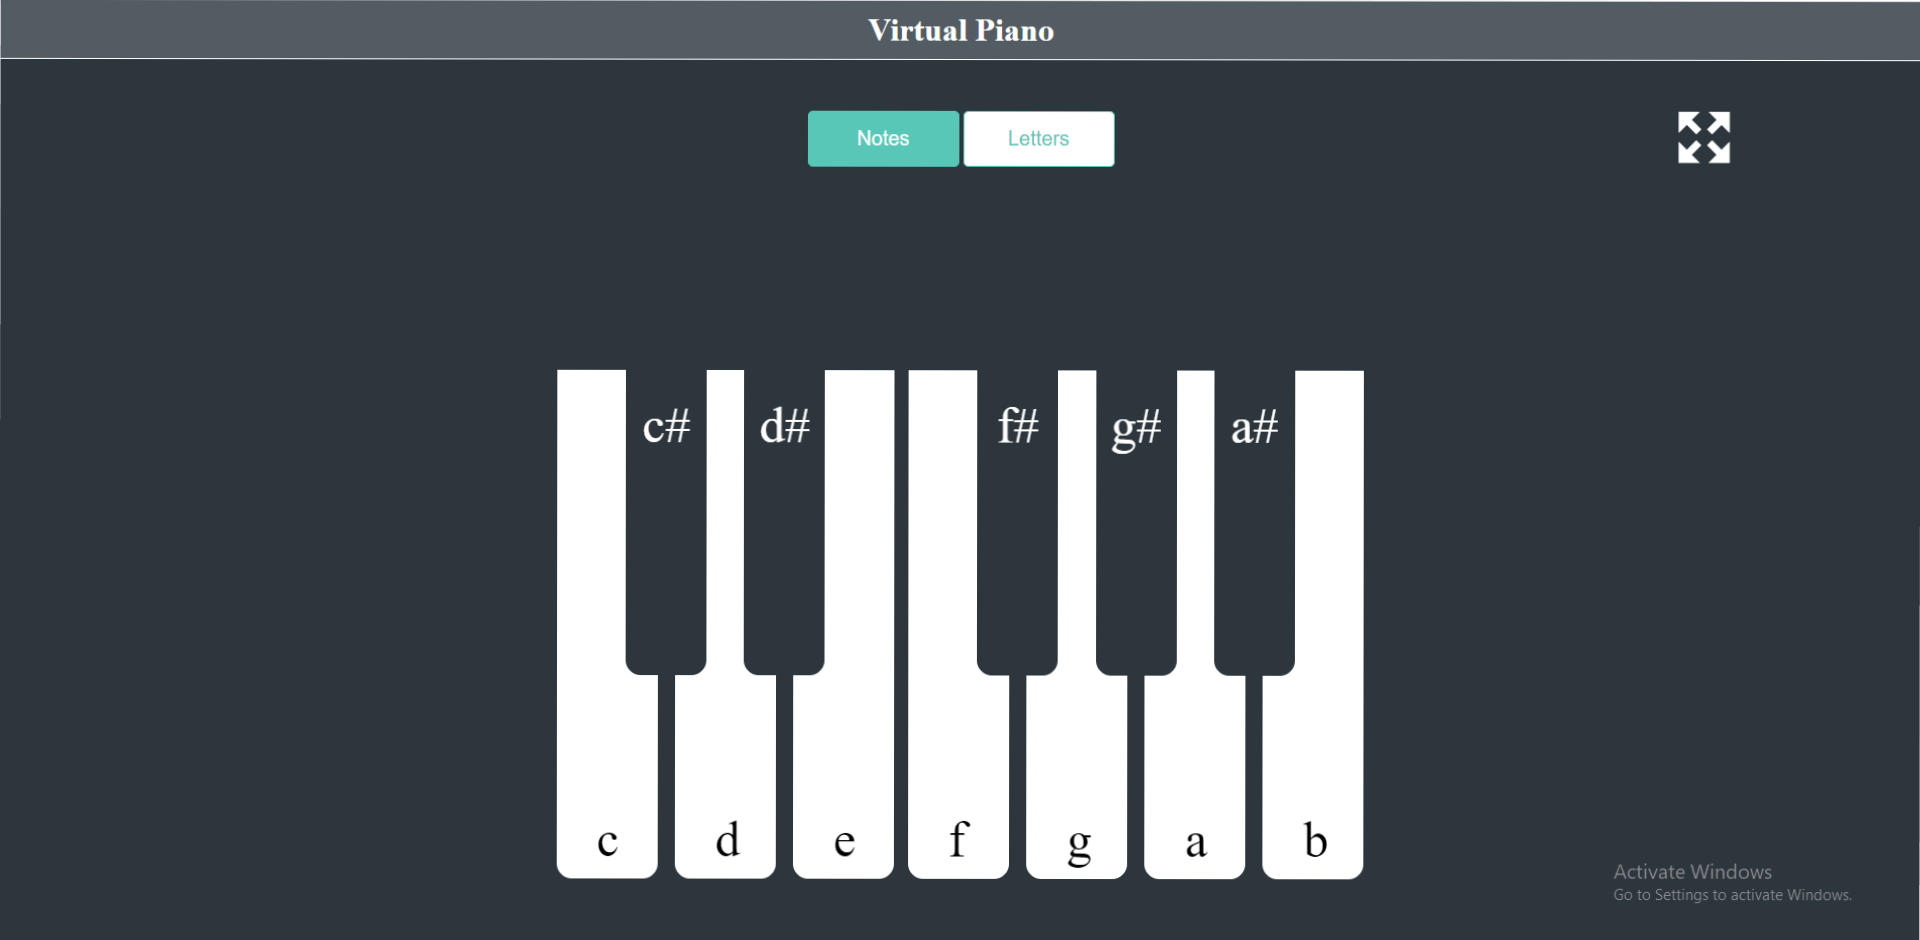 Virtual Piano
Notes Letters
c# d# f# g# a#
c d e f g a b
Activate Windows
Go to Settings to activate Windows.